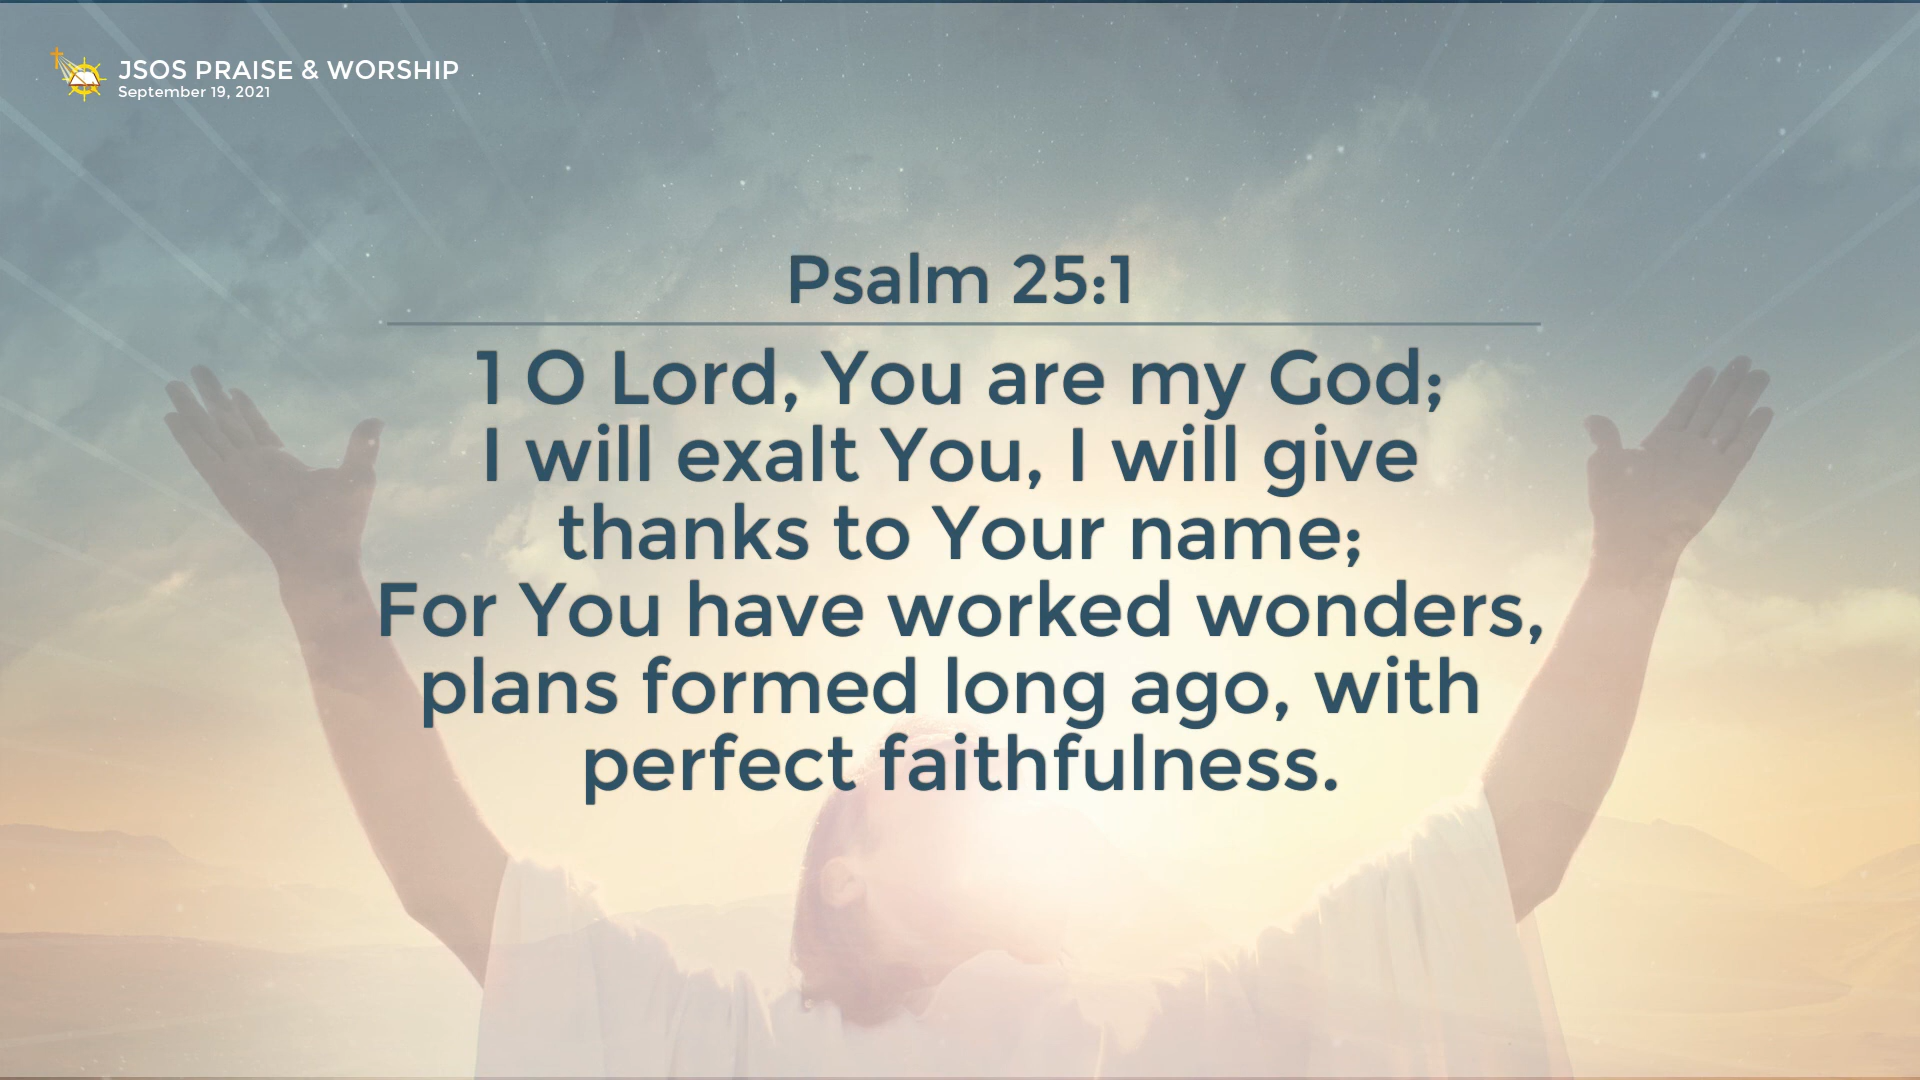 JSOS PRAISE & WORSHIP
September 19, 2021
Psalm 25:1
1 O Lord, You are my God;
I will exalt You, I will give
thanks to Your name;
For You have worked wonders,
plans formed long ago, with
perfect faithfulness.